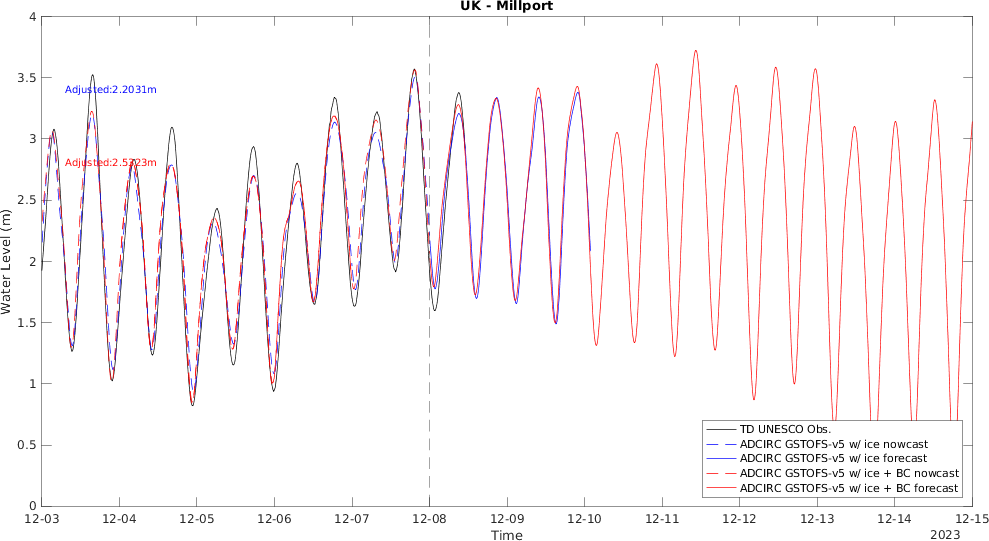 UK - Millport
4
3.5
3
2.5
2
1.5
1
0.5
0
Water Level (m)
Adjusted:2.2031m
Adjusted:2.5323m
TD UNESCO Obs.
ADCIRC GSTOFS-v5 w/ ice nowcast
ADCIRC GSTOFS-v5 w/ ice forecast
ADCIRC GSTOFS-v5 w/ ice + BC nowcast
ADCIRC GSTOFS-v5 w/ ice + BC forecast
12-03 12-04 12-05 12-06 12-07 12-08 12-09 12-10 12-11 12-12 12-13 12-14 12-15
Time
2023